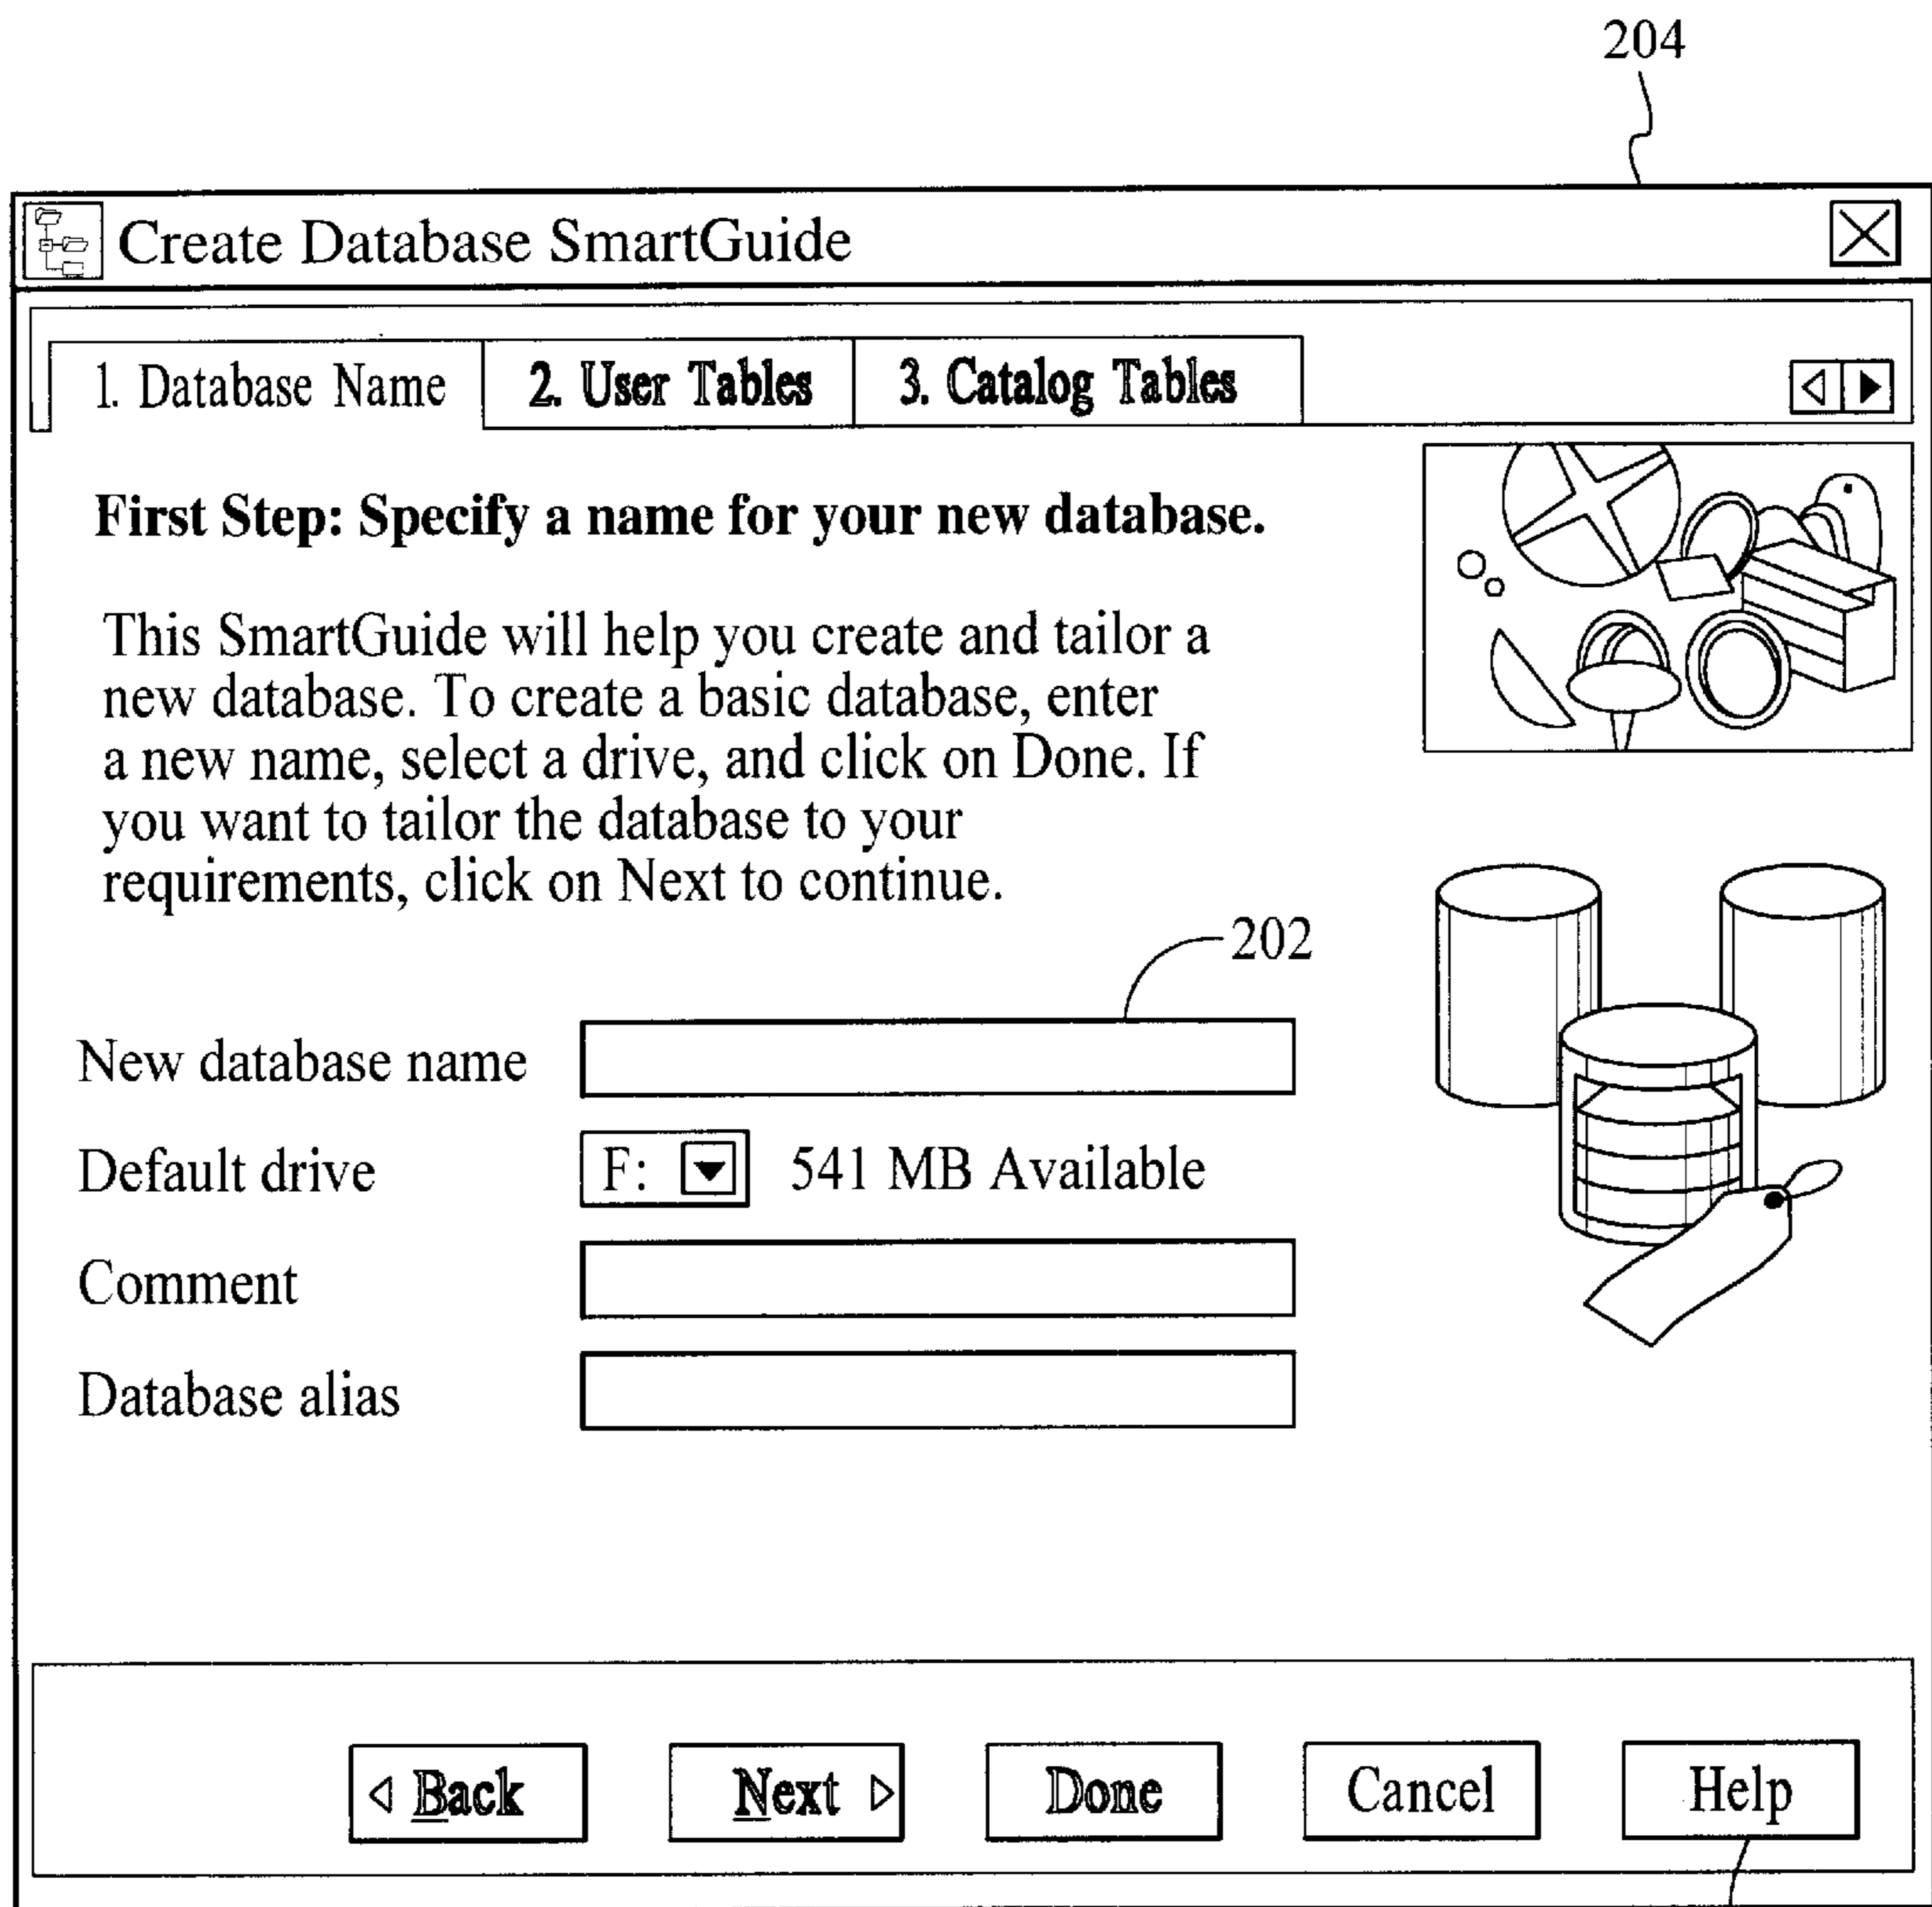 204
Create Database SmartGuide
1. Database Name 2. User Tables 3. Catalog Tables
First Step: Specify a name for your new database.
This SmartGuide will help you create and tailor a
new database. To create a basic database, enter
a new name, select a drive, and click on Done. If
you want to tailor the database to your
requirements, click on Next to continue.
202
New database name
Default drive F: 541 MB Available
Comment
Database alias
Back Next Done Cancel Help